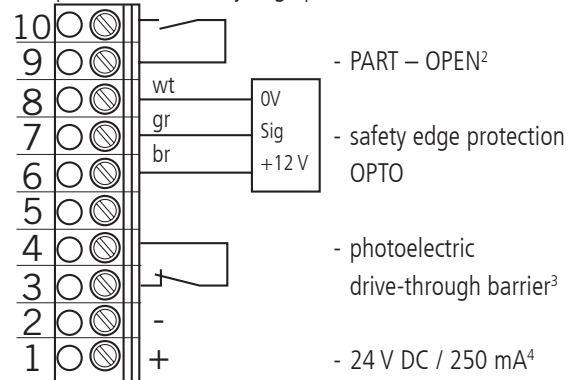 10
9 - PART – OPEN²
8 wt 0V
7 gr Sig - safety edge protection
6 br +12 V OPTO
5
4 - photoelectric
3 drive-through barrier³
2 -
1 + - 24 V DC / 250 mA⁴